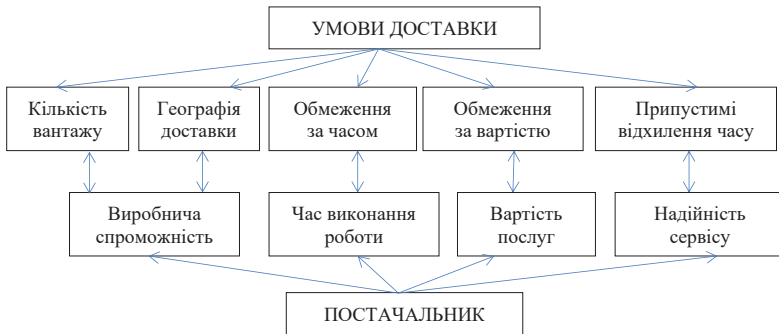 УМОВИ ДОСТАВКИ
Кількість
вантажу
Географія
доставки
Обмеження
за часом
Обмеження
за вартістю
Припустимі
відхилення часу
Виробнича
спроможність
Час виконання
роботи
Вартість
послуг
Надійність
сервісу
ПОСТАЧАЛЬНИК